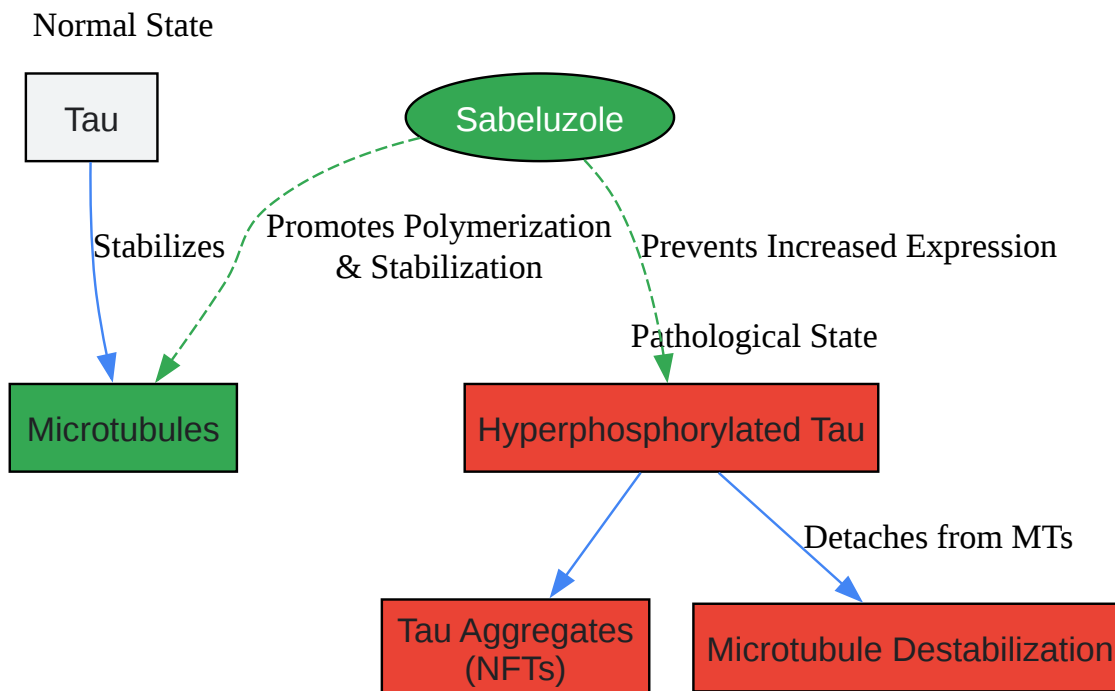 Normal State
Tau
Sabeluzole
Stabilizes
Promotes Polymerization
& Stabilization
Prevents Increased Expression
Pathological State
Microtubules
Hyperphosphorylated Tau
Detaches from MTs
Tau Aggregates
(NFTs)
Microtubule Destabilization